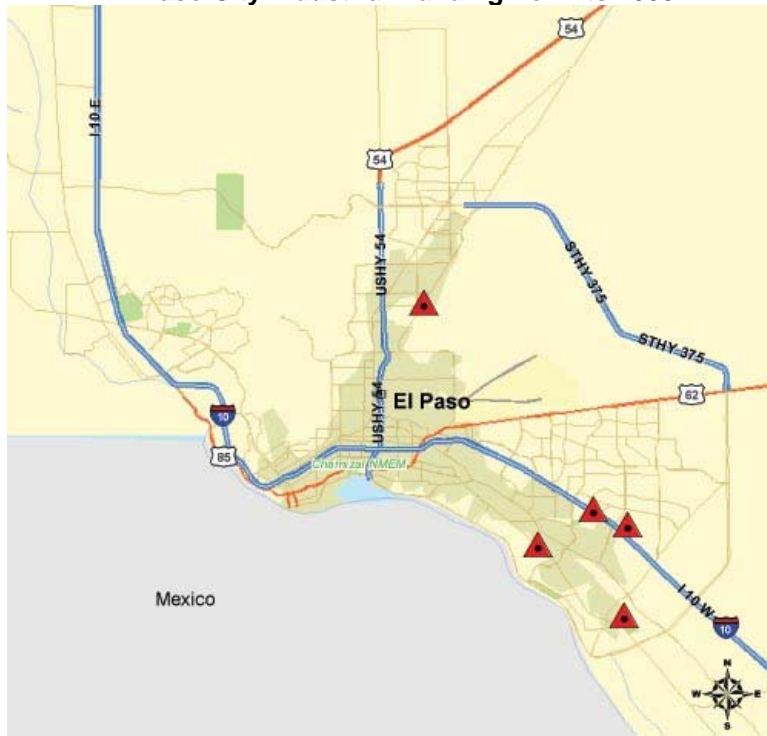 54
I 10 E
54
USHY 54
STHY 375
STHY 375
El Paso
62
USHY 54
10
85
Chamizal NMEM
Mexico
I 10 W
10
N
W E
S